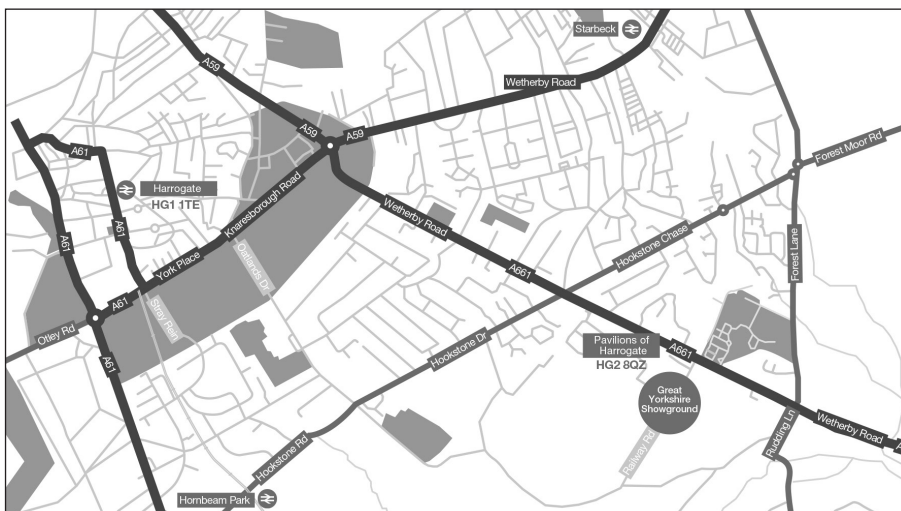 Starbeck
A59
Wetherby Road
A59
A59
A61
Forest Moor Rd
Harrogate
HG1 1TE
Knaresborough Road
A61
A61
Wetherby Road
Hookstone Chase
Oatlands Dr
York Place
Forest Lane
A661
A61
Stray Rein
Otley Rd
A61
Hookstone Dr
Pavilions of
Harrogate
HG2 8QZ
A661
Great
Yorkshire
Showground
Wetherby Road
Rudding Ln
Railway Rd
Hookstone Rd
Hornbeam Park